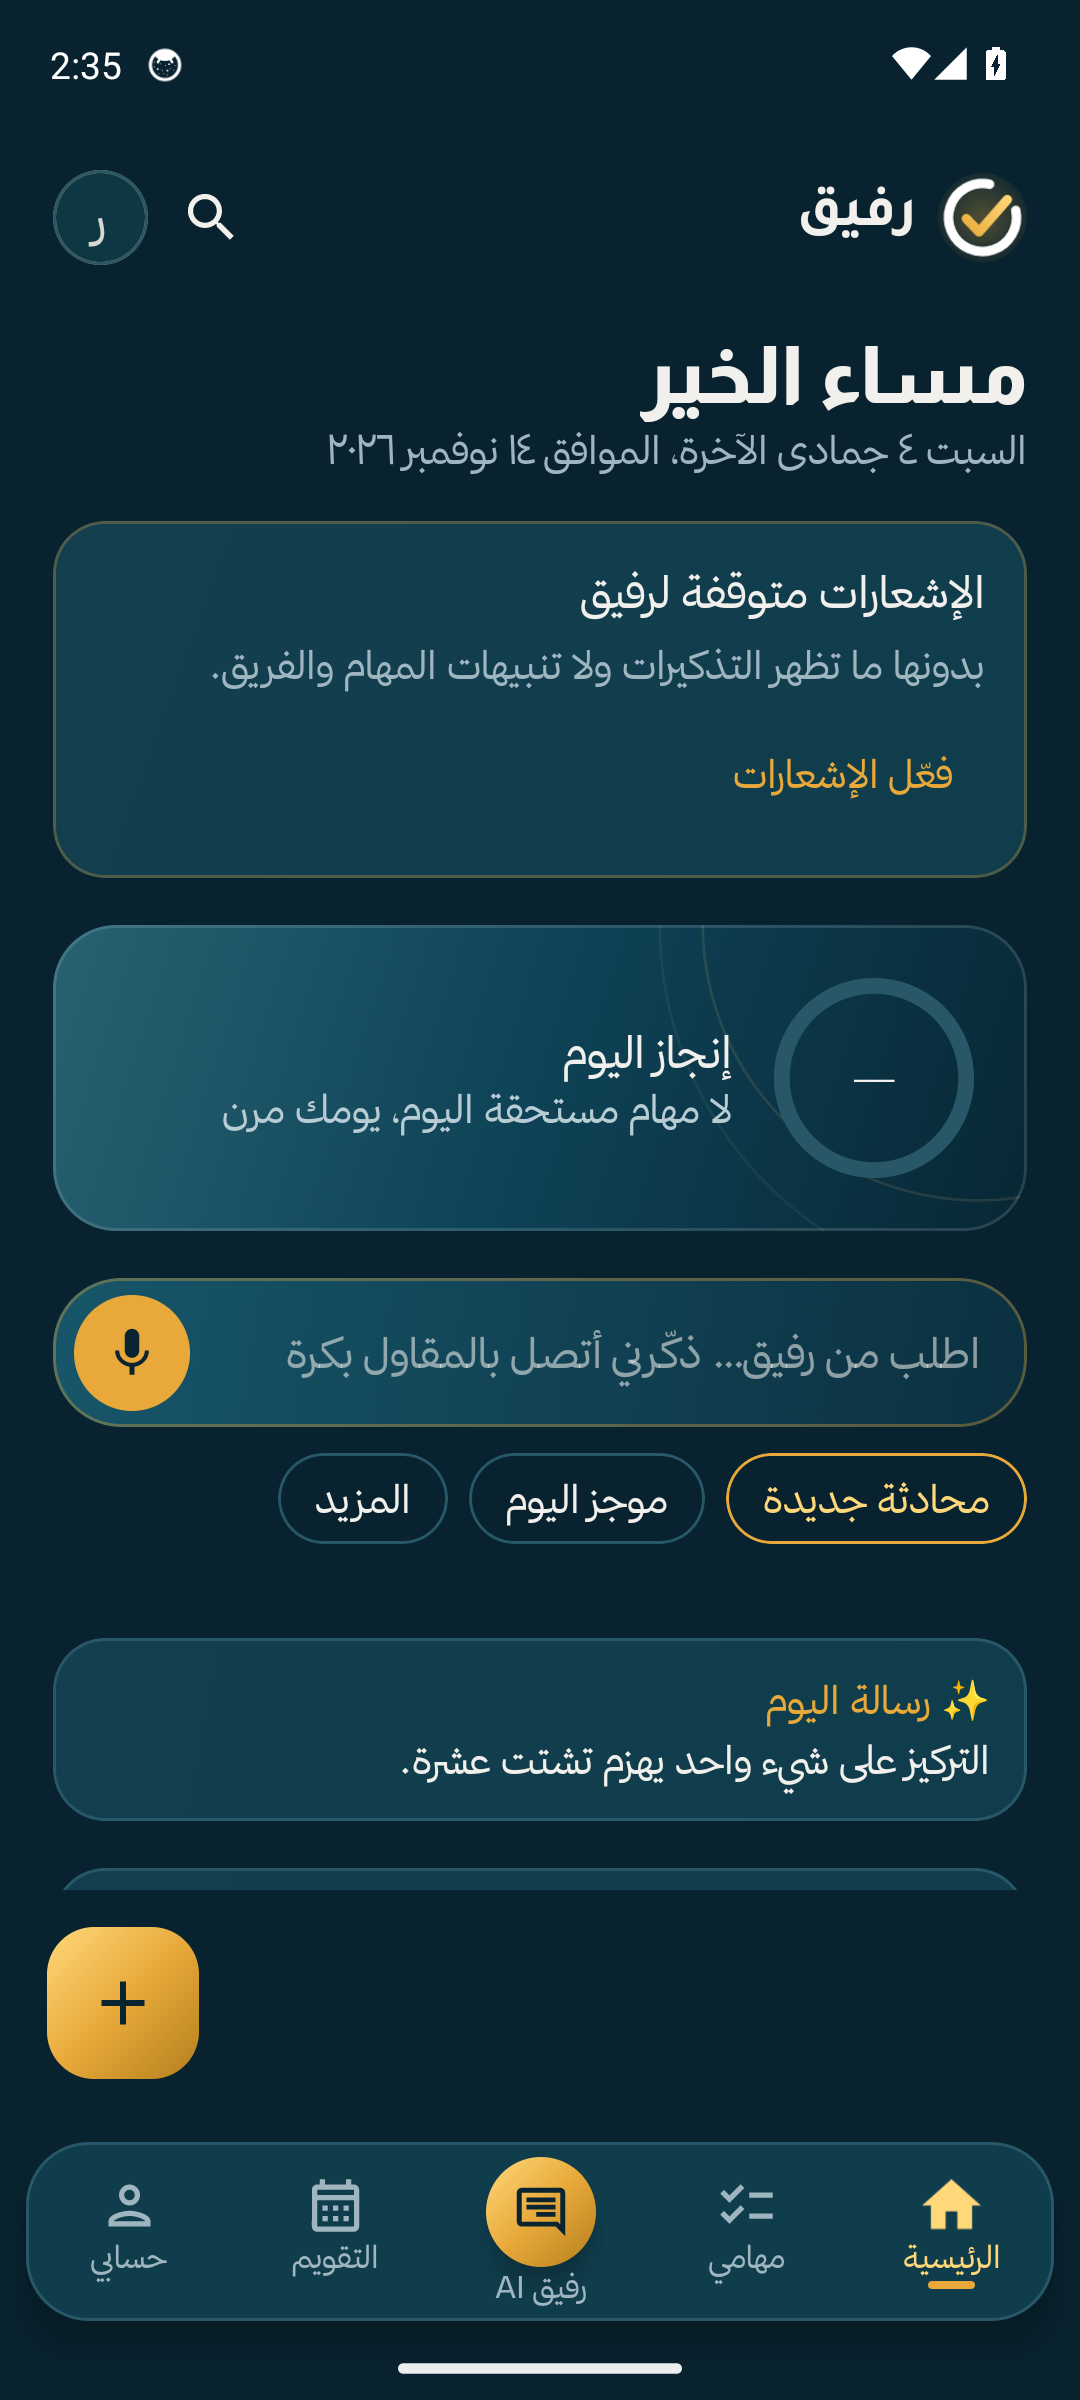 2:35
رفيق
ر
مساء الخير
السبت ٤ جمادى الآخرة، الموافق ١٤ نوفمبر ٢٠٢٦
الإشعارات متوقفة لرفيق
بدونها ما تظهر التذكيرات ولا تنبيهات المهام والفريق.
فعّل الإشعارات
—
إنجاز اليوم
لا مهام مستحقة اليوم، يومك مرن
اطلب من رفيق... ذكّرني أتصل بالمقاول بكرة
محادثة جديدة
موجز اليوم
المزيد
✨ رسالة اليوم
التركيز على شيء واحد يهزم تشتت عشرة.
الرئيسية
مهامي
رفيق AI
التقويم
حسابي